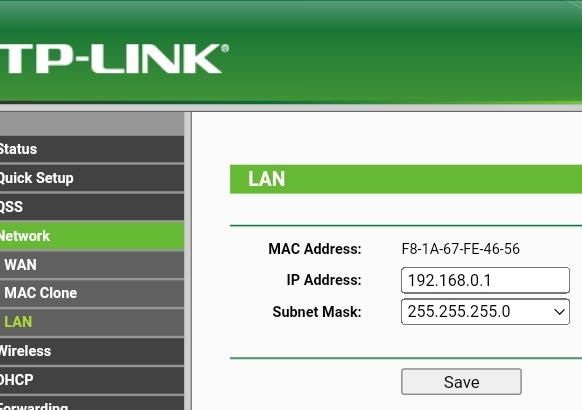 TP-LINK®
Status
Quick Setup
QSS
Network
WAN
MAC Clone
LAN
Wireless
DHCP
Forwarding
LAN
MAC Address: F8-1A-67-FE-46-56
IP Address: 192.168.0.1
Subnet Mask: 255.255.255.0
Save